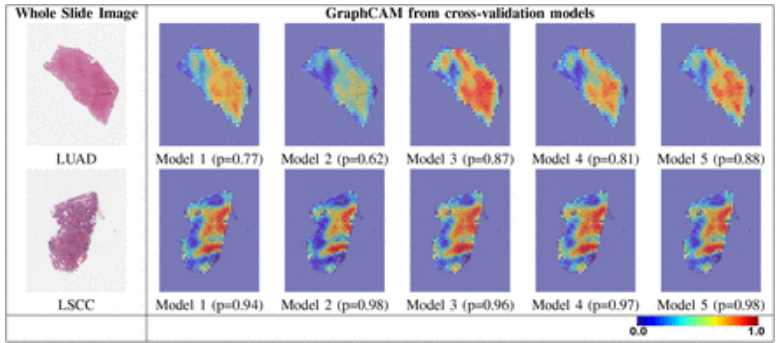 Whole Slide Image GraphCAM from cross-validation models
LUAD Model 1 (p=0.77) Model 2 (p=0.62) Model 3 (p=0.87) Model 4 (p=0.81) Model 5 (p=0.88)
LSCC Model 1 (p=0.94) Model 2 (p=0.98) Model 3 (p=0.96) Model 4 (p=0.97) Model 5 (p=0.98)
0.0 1.0